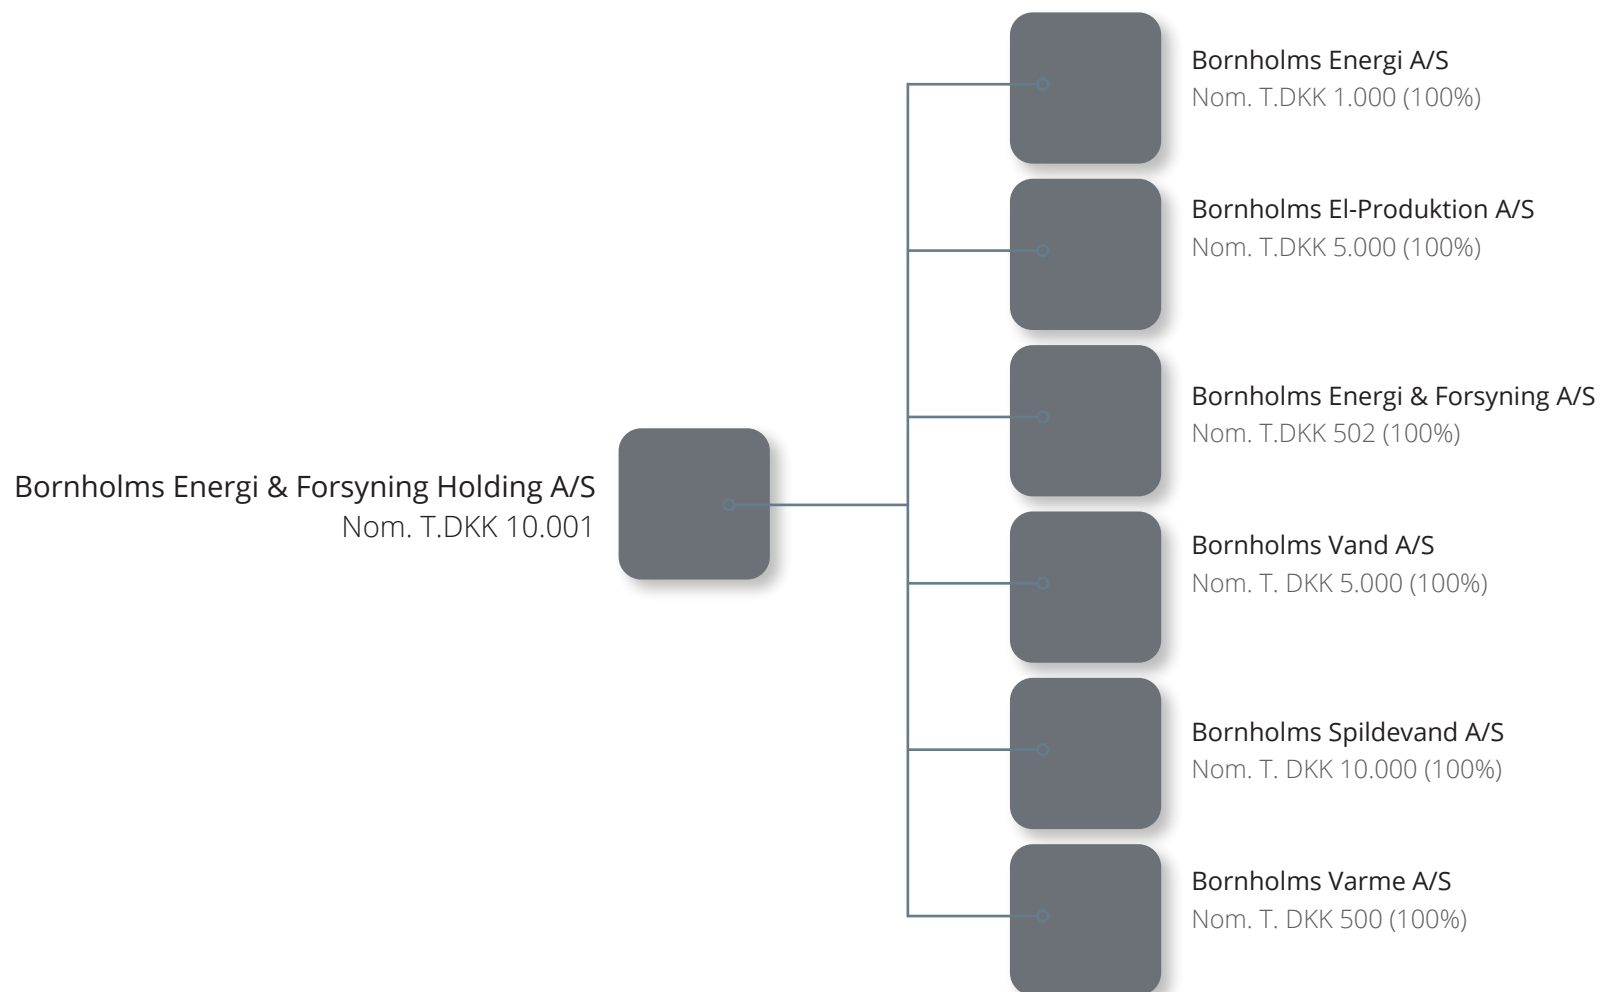 Bornholms Energi & Forsyning Holding A/S
Nom. T.DKK 10.001
Bornholms Energi A/S
Nom. T.DKK 1.000 (100%)
Bornholms El-Produktion A/S
Nom. T.DKK 5.000 (100%)
Bornholms Energi & Forsyning A/S
Nom. T.DKK 502 (100%)
Bornholms Vand A/S
Nom. T. DKK 5.000 (100%)
Bornholms Spildevand A/S
Nom. T. DKK 10.000 (100%)
Bornholms Varme A/S
Nom. T. DKK 500 (100%)